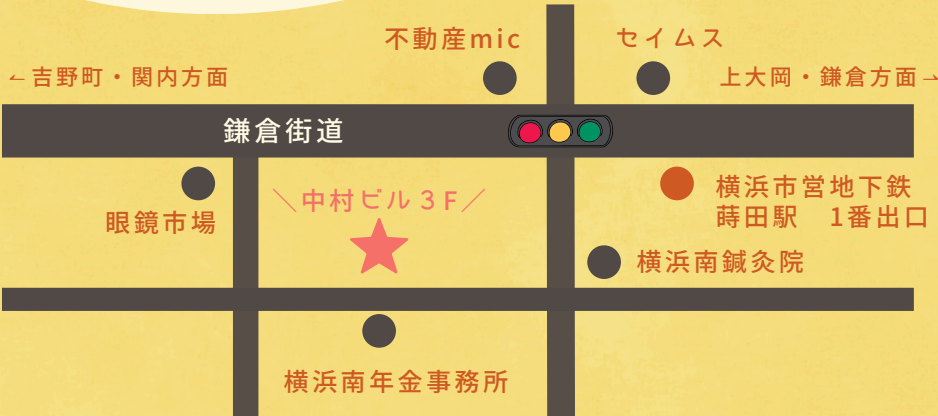 不動産mic
セイムス
←吉野町・関内方面
上大岡・鎌倉方面→
鎌倉街道
＼中村ビル３F／
横浜市営地下鉄
蒔田駅　1番出口
眼鏡市場
横浜南鍼灸院
横浜南年金事務所